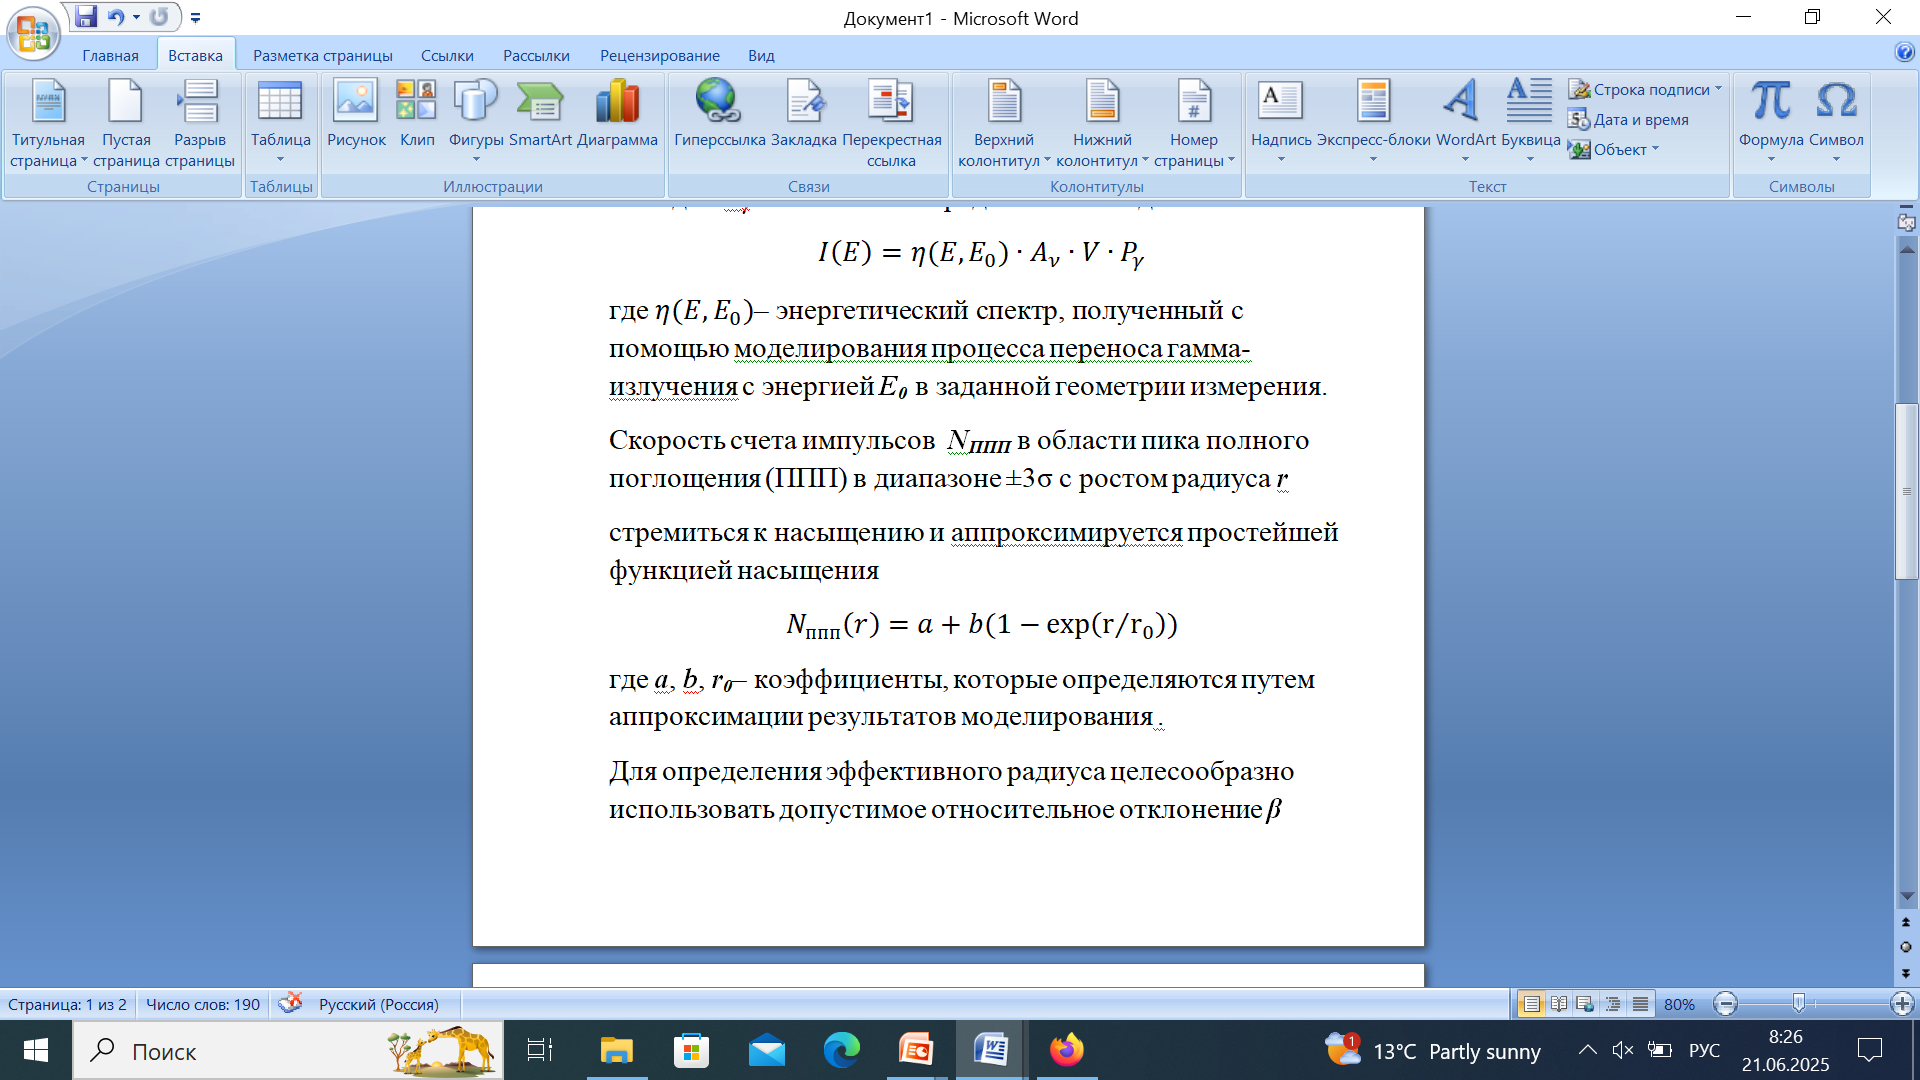 Документ1 - Microsoft Word
Главная Вставка Разметка страницы Ссылки Рассылки Рецензирование Вид
Титульная страница
Пустая страница
Разрыв страницы
Страницы
Таблица
Таблицы
Рисунок Клип Фигуры SmartArt Диаграмма
Иллюстрации
Гиперссылка Закладка Перекрестная ссылка
Связи
Верхний колонтитул
Нижний колонтитул
Номер страницы
Колонтитулы
Надпись Экспресс-блоки WordArt Буквица
Строка подписи
Дата и время
Объект
Текст
Формула Символ
Символы
I(E) = η(E, E₀) · Aᵥ · V · Pᵧ
где η(E, E₀)– энергетический спектр, полученный с
помощью моделирования процесса переноса гамма-
излучения с энергией E₀ в заданной геометрии измерения.
Скорость счета импульсов NППП в области пика полного
поглощения (ППП) в диапазоне ±3σ с ростом радиуса r
стремиться к насыщению и аппроксимируется простейшей
функцией насыщения
Nппп(r) = a + b(1 − exp(r/r₀))
где a, b, r₀– коэффициенты, которые определяются путем
аппроксимации результатов моделирования .
Для определения эффективного радиуса целесообразно
использовать допустимое относительное отклонение β
Страница: 1 из 2 Число слов: 190 Русский (Россия) 80%
Поиск
1 13°C Partly sunny РУС 8:26
21.06.2025